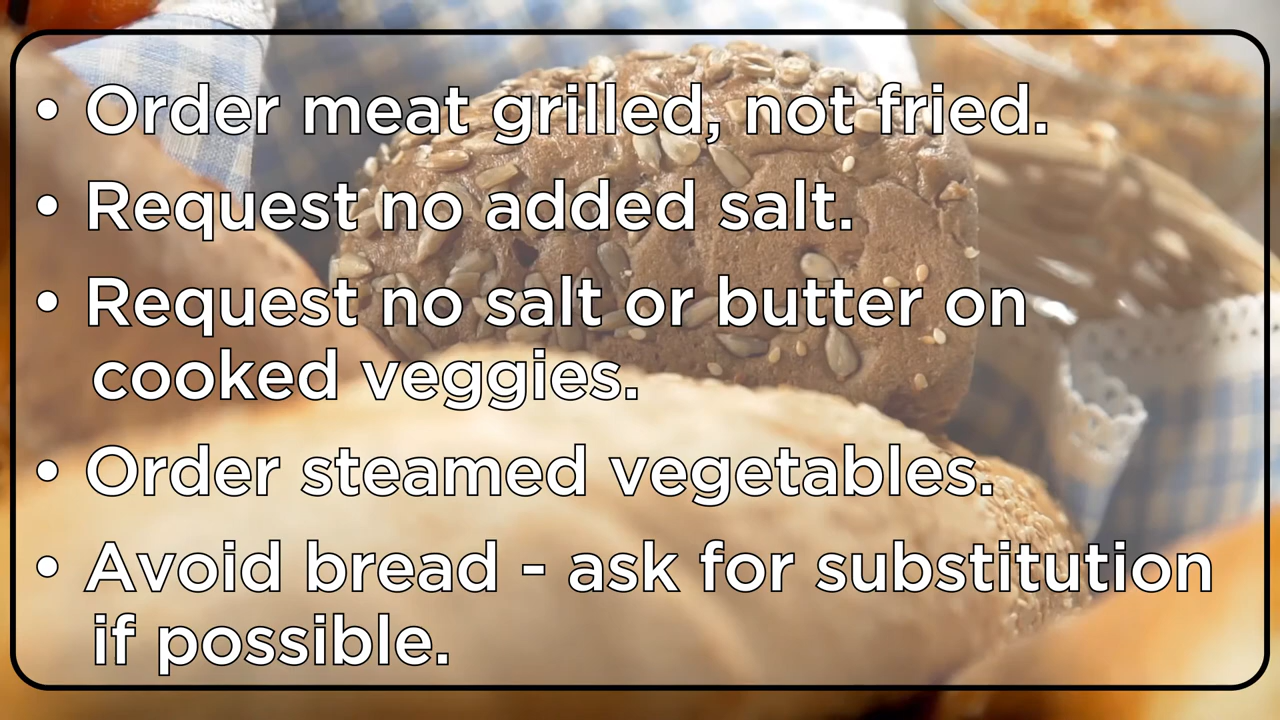 • Order meat grilled, not fried.
• Request no added salt.
• Request no salt or butter on
cooked veggies.
• Order steamed vegetables.
• Avoid bread - ask for substitution
if possible.